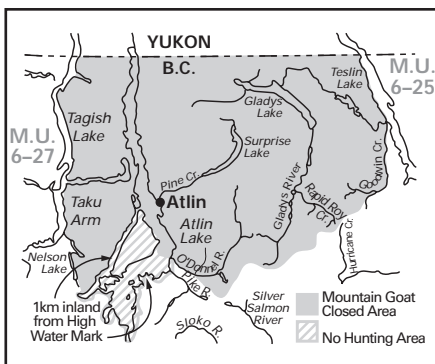 YUKON
B.C.
M.U.
6–25
M.U.
6–27
Teslin
Lake
Gladys
Lake
Tagish
Lake
Surprise
Lake
Pine Cr.
Goodwin Cr.
Gladys River
Rapid Roy
Cr.
Taku
Arm
Atlin
Atlin
Lake
Hurricane Cr.
Nelson
Lake
O'Donnel R.
Pike R.
1km inland
from High
Water Mark
Silver
Salmon
River
Sloko R.
Mountain Goat
Closed Area
No Hunting Area